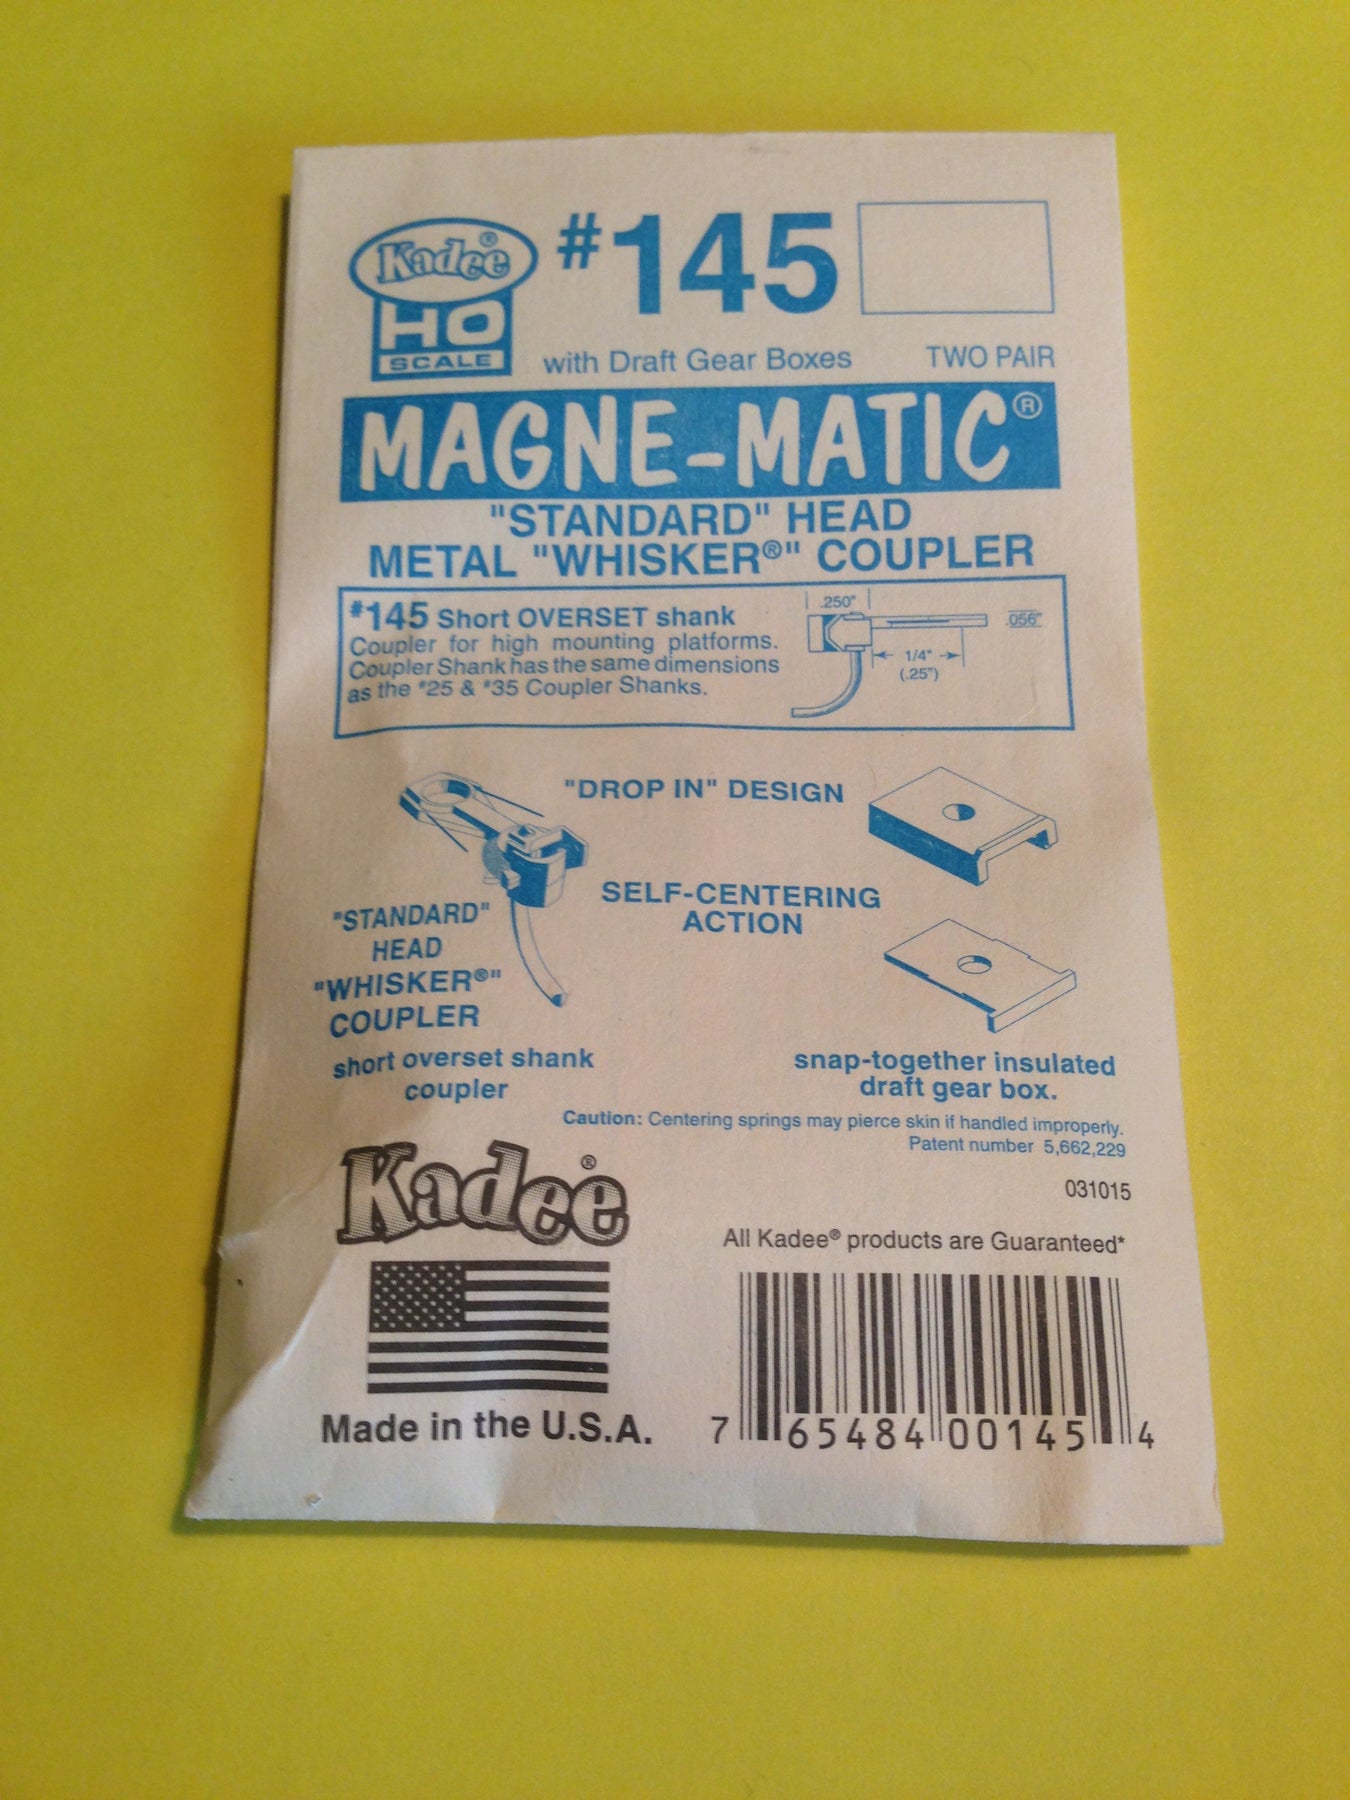 Kadee®
HO
SCALE
#145
with Draft Gear Boxes
TWO PAIR
MAGNE-MATIC®
"STANDARD" HEAD
METAL "WHISKER®" COUPLER
#145 Short OVERSET shank
Coupler for high mounting platforms.
Coupler Shank has the same dimensions
as the #25 & #35 Coupler Shanks.
.250"
.056"
1/4"
(.25")
"DROP IN" DESIGN
SELF-CENTERING
ACTION
"STANDARD"
HEAD
"WHISKER®"
COUPLER
short overset shank
coupler
snap-together insulated
draft gear box.
Caution: Centering springs may pierce skin if handled improperly.
Patent number 5,662,229
031015
Kadee®
All Kadee® products are Guaranteed*
Made in the U.S.A.
7 65484 00145 4